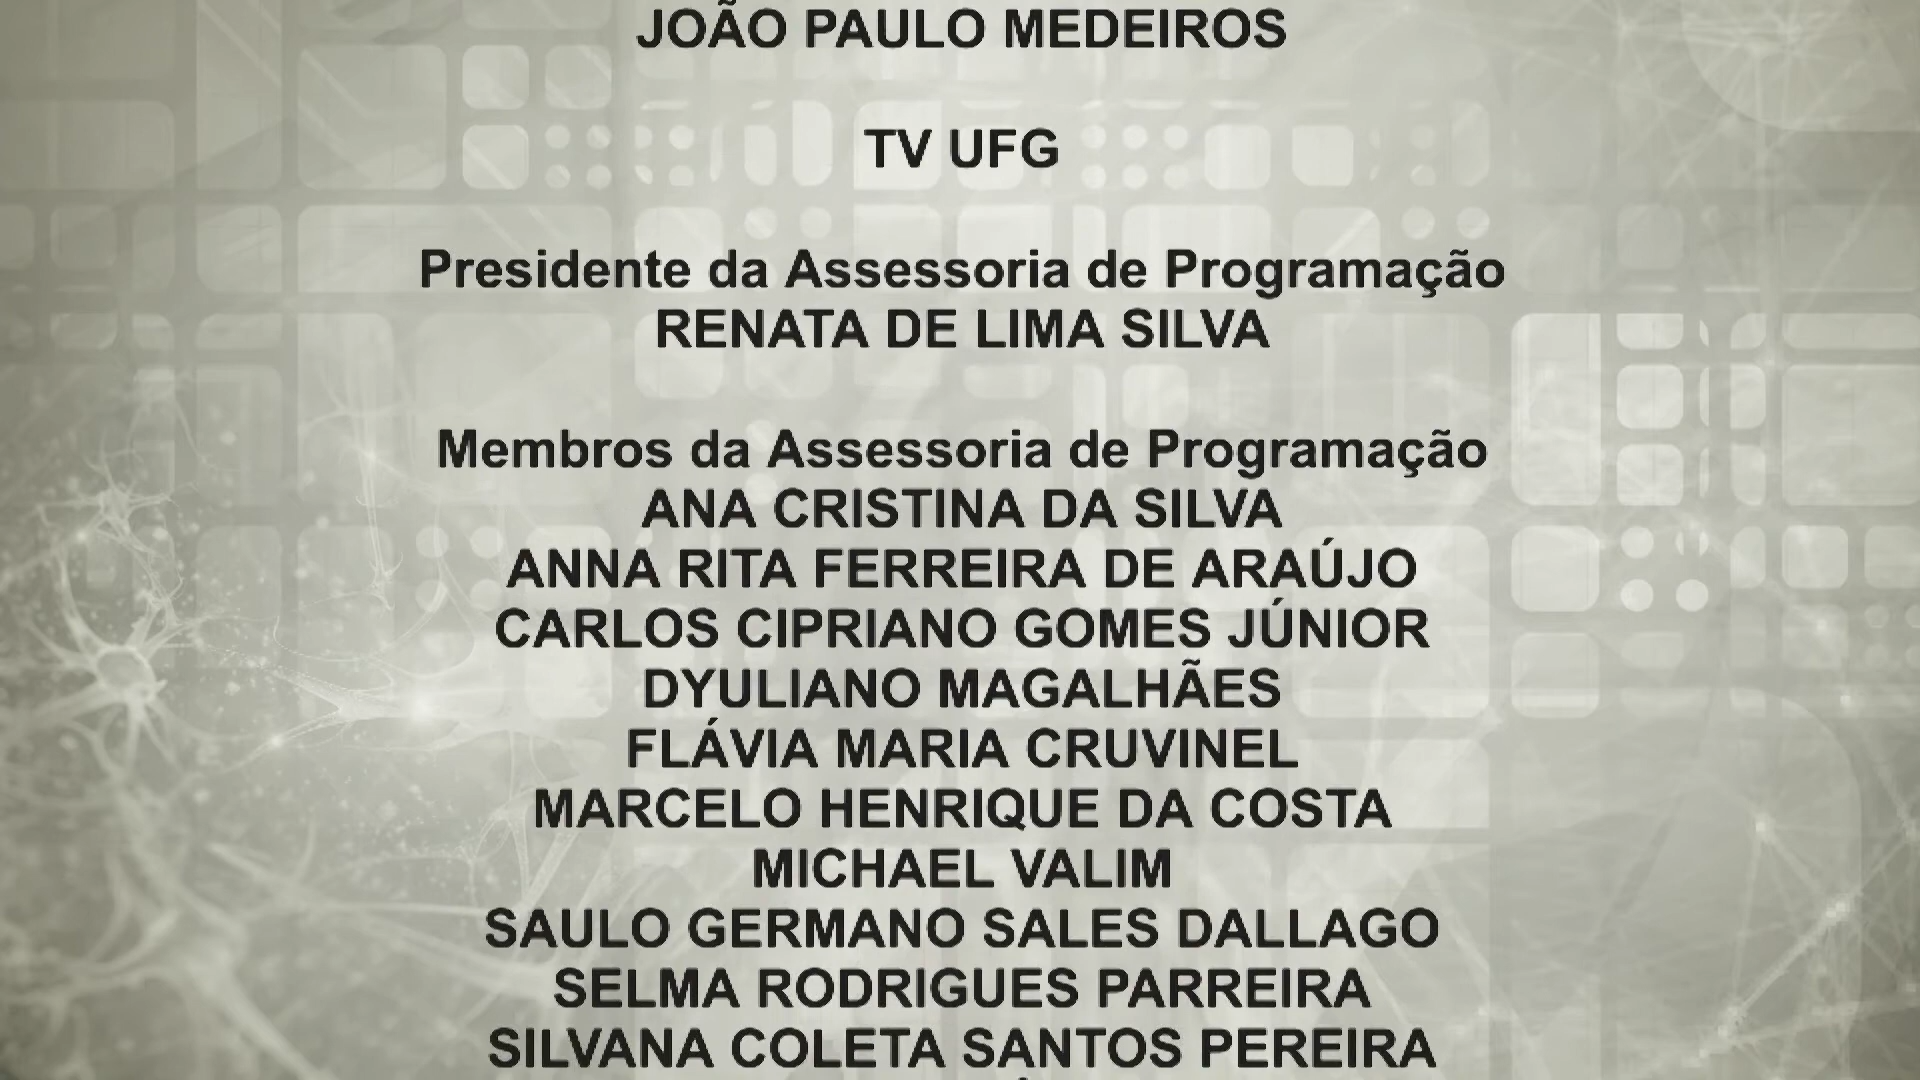 JOÃO PAULO MEDEIROS
TV UFG
Presidente da Assessoria de Programação
RENATA DE LIMA SILVA
Membros da Assessoria de Programação
ANA CRISTINA DA SILVA
ANNA RITA FERREIRA DE ARAÚJO
CARLOS CIPRIANO GOMES JÚNIOR
DYULIANO MAGALHÃES
FLÁVIA MARIA CRUVINEL
MARCELO HENRIQUE DA COSTA
MICHAEL VALIM
SAULO GERMANO SALES DALLAGO
SELMA RODRIGUES PARREIRA
SILVANA COLETA SANTOS PEREIRA